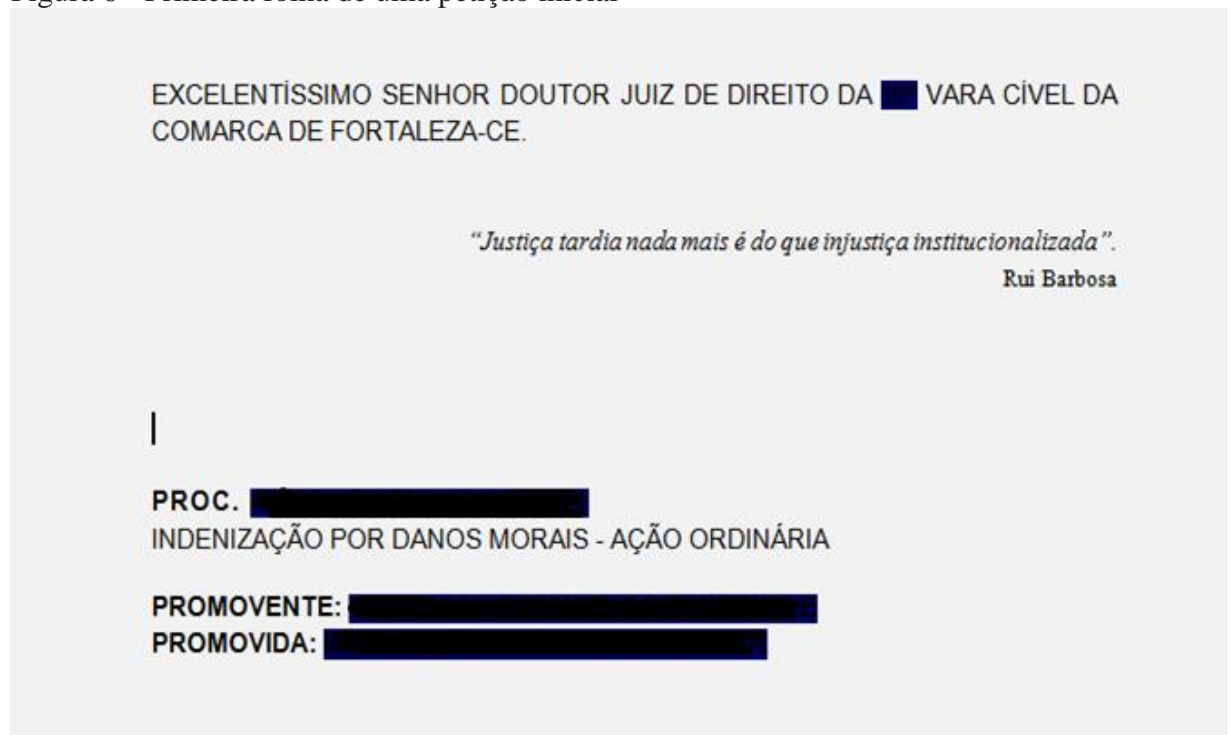 EXCELENTÍSSIMO SENHOR DOUTOR JUIZ DE DIREITO DA VARA CÍVEL DA
COMARCA DE FORTALEZA-CE.
“Justiça tardia nada mais é do que injustiça institucionalizada”.
Rui Barbosa
PROC.
INDENIZAÇÃO POR DANOS MORAIS - AÇÃO ORDINÁRIA
PROMOVENTE:
PROMOVIDA: